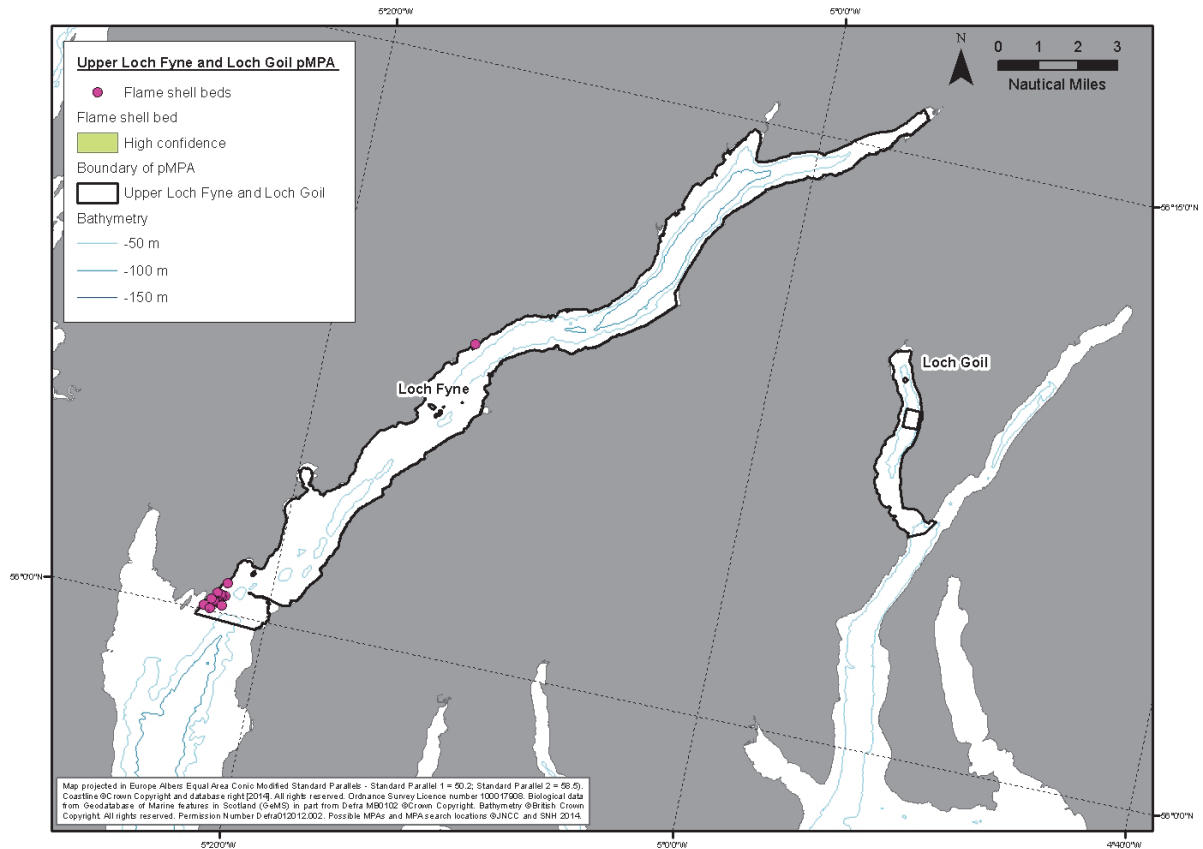 5°20'0"W
5°0'0"W
Upper Loch Fyne and Loch Goil pMPA
Flame shell beds
Flame shell bed
High confidence
Boundary of pMPA
Upper Loch Fyne and Loch Goil
Bathymetry
-50 m
-100 m
-150 m
N
0 1 2 3
Nautical Miles
56°15'0"N
Loch Goil
Loch Fyne
56°0'0"N
56°0'0"N
Map projected in Europe Albers Equal Area Conic Modified Standard Parallels - Standard Parallel 1 = 50.2; Standard Parallel 2 = 58.5).
Coastline ©Crown Copyright and database right [2014]. All rights reserved. Ordnance Survey Licence number 100017908. Biological data
from Geodatabase of Marine features in Scotland (GeMS) in part from Defra MB0102 ©Crown Copyright. Bathymetry ©British Crown
Copyright. All rights reserved. Permission Number Defra012012.002. Possible MPAs and MPA search locations ©JNCC and SNH 2014.
5°20'0"W
5°0'0"W
4°40'0"W